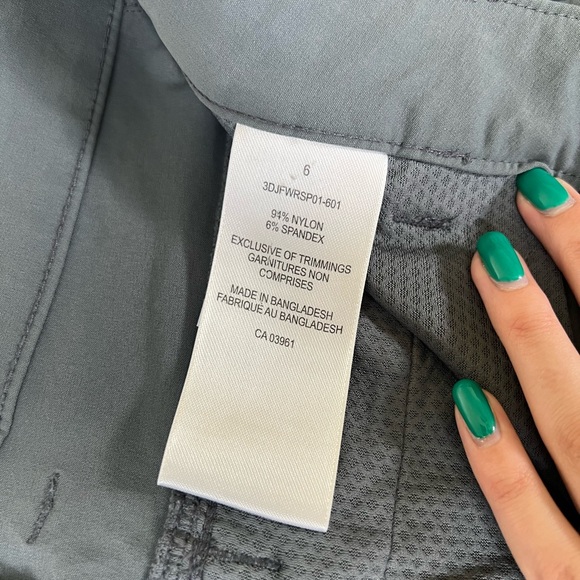 6
3DJFWRSP01-601
94% NYLON
6% SPANDEX
EXCLUSIVE OF TRIMMINGS
GARNITURES NON
COMPRISES
MADE IN BANGLADESH
FABRIQUÉ AU BANGLADESH
CA 03961